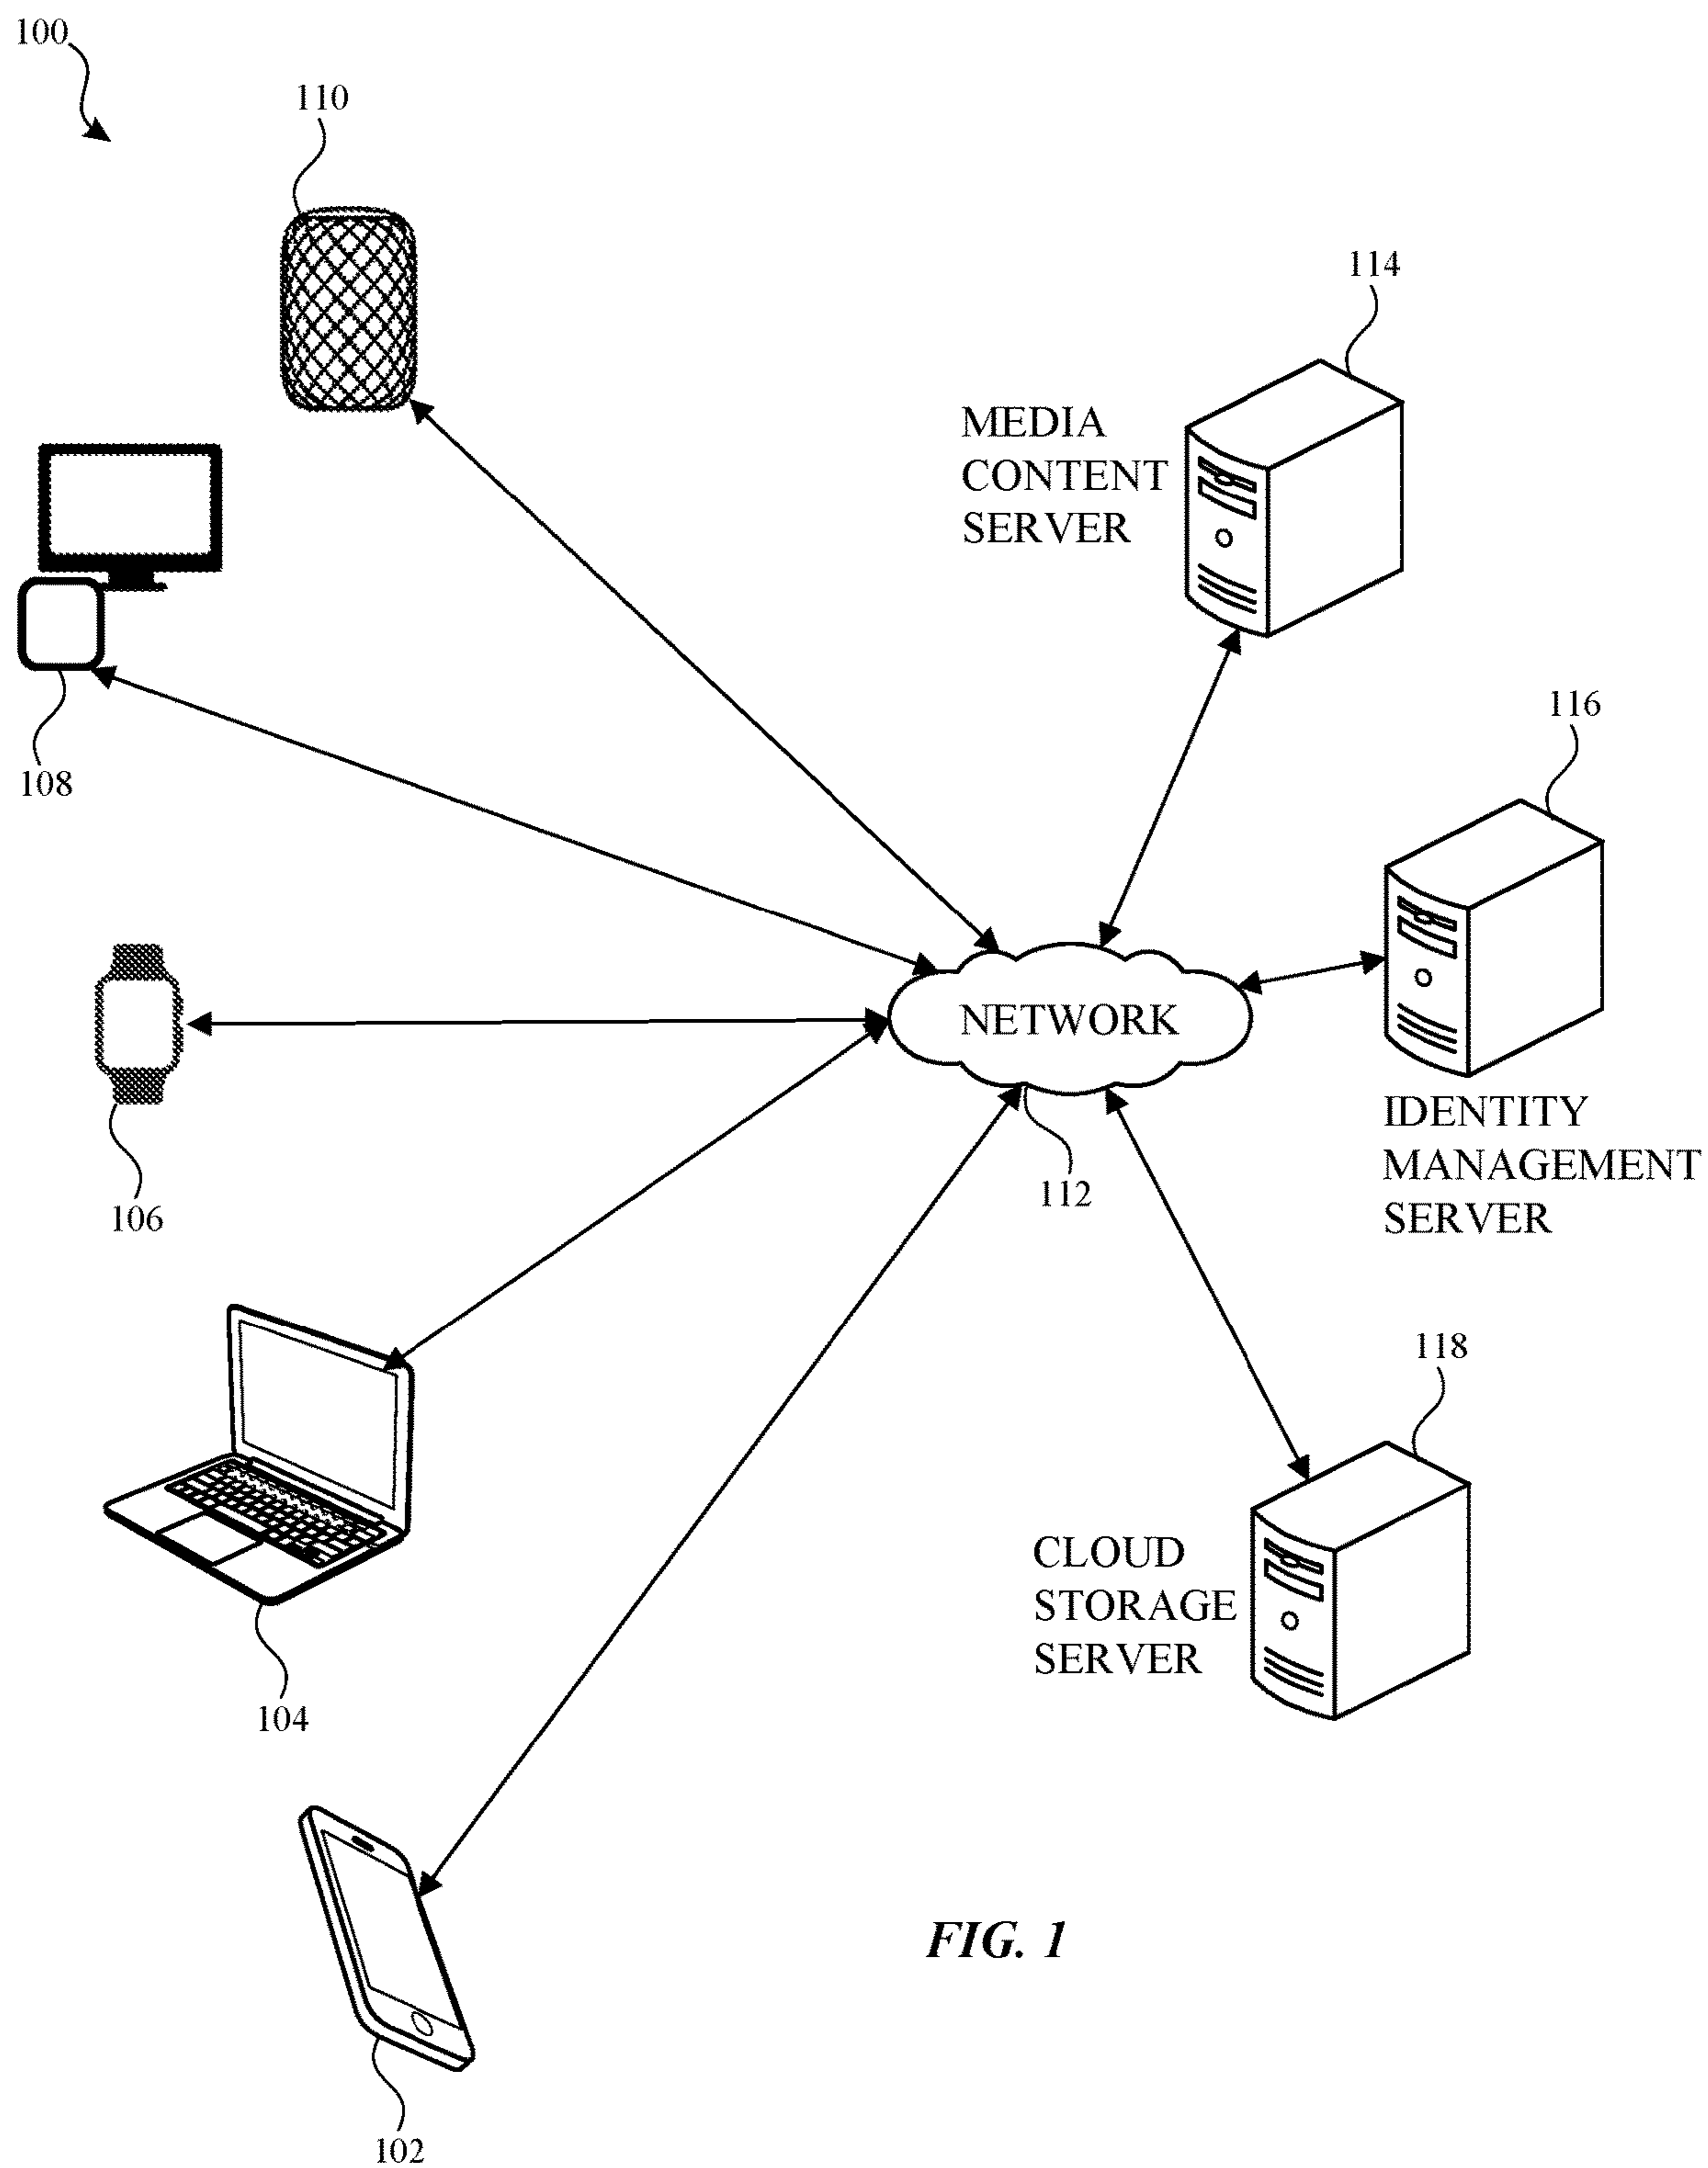 100
110
114
MEDIA
CONTENT
SERVER
116
108
NETWORK
IDENTITY
MANAGEMENT
SERVER
112
106
118
CLOUD
STORAGE
SERVER
104
FIG. 1
102